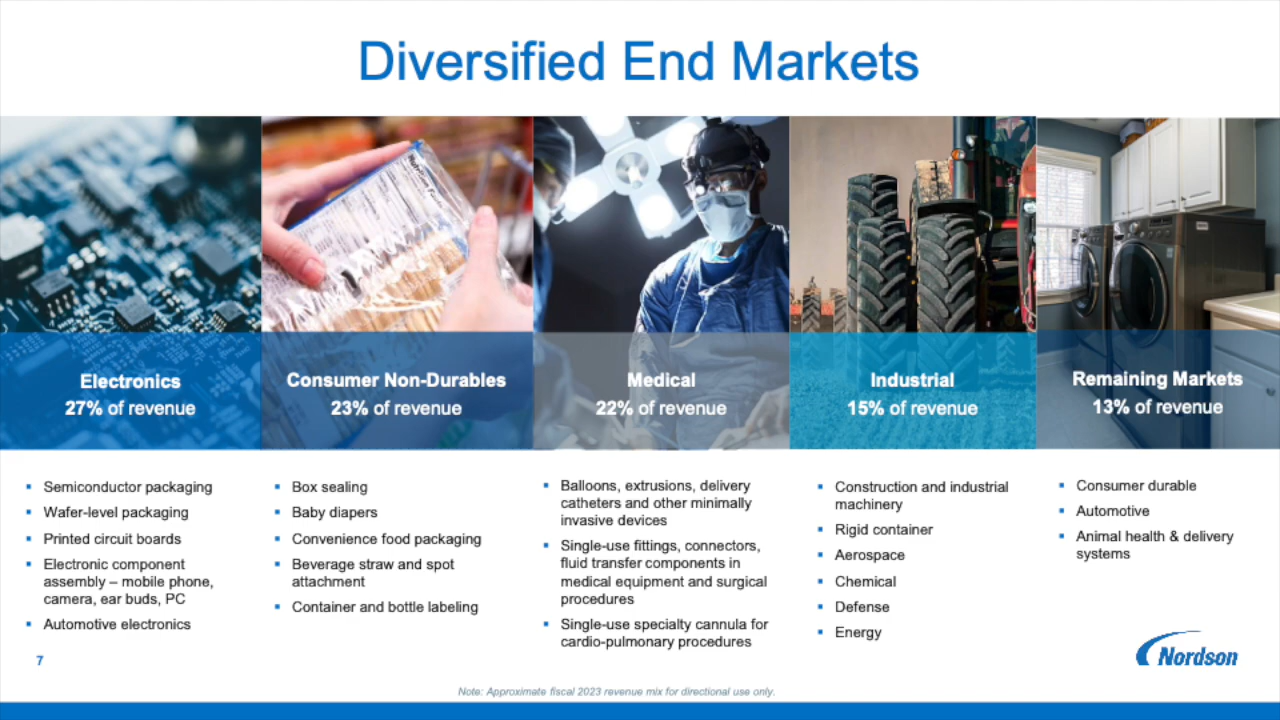 Diversified End Markets
Electronics
27% of revenue
Consumer Non-Durables
23% of revenue
Medical
22% of revenue
Industrial
15% of revenue
Remaining Markets
13% of revenue
▪ Semiconductor packaging
▪ Wafer-level packaging
▪ Printed circuit boards
▪ Electronic component
assembly – mobile phone,
camera, ear buds, PC
▪ Automotive electronics
▪ Box sealing
▪ Baby diapers
▪ Convenience food packaging
▪ Beverage straw and spot
attachment
▪ Container and bottle labeling
▪ Balloons, extrusions, delivery
catheters and other minimally
invasive devices
▪ Single-use fittings, connectors,
fluid transfer components in
medical equipment and surgical
procedures
▪ Single-use specialty cannula for
cardio-pulmonary procedures
▪ Construction and industrial
machinery
▪ Rigid container
▪ Aerospace
▪ Chemical
▪ Defense
▪ Energy
▪ Consumer durable
▪ Automotive
▪ Animal health & delivery
systems
7
Nordson
Note: Approximate fiscal 2023 revenue mix for directional use only.